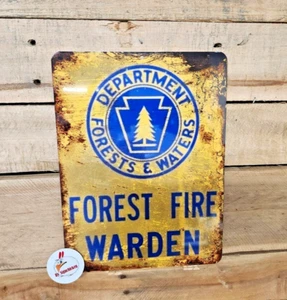 DEPARTMENT
FORESTS & WATERS
FOREST FIRE
WARDEN